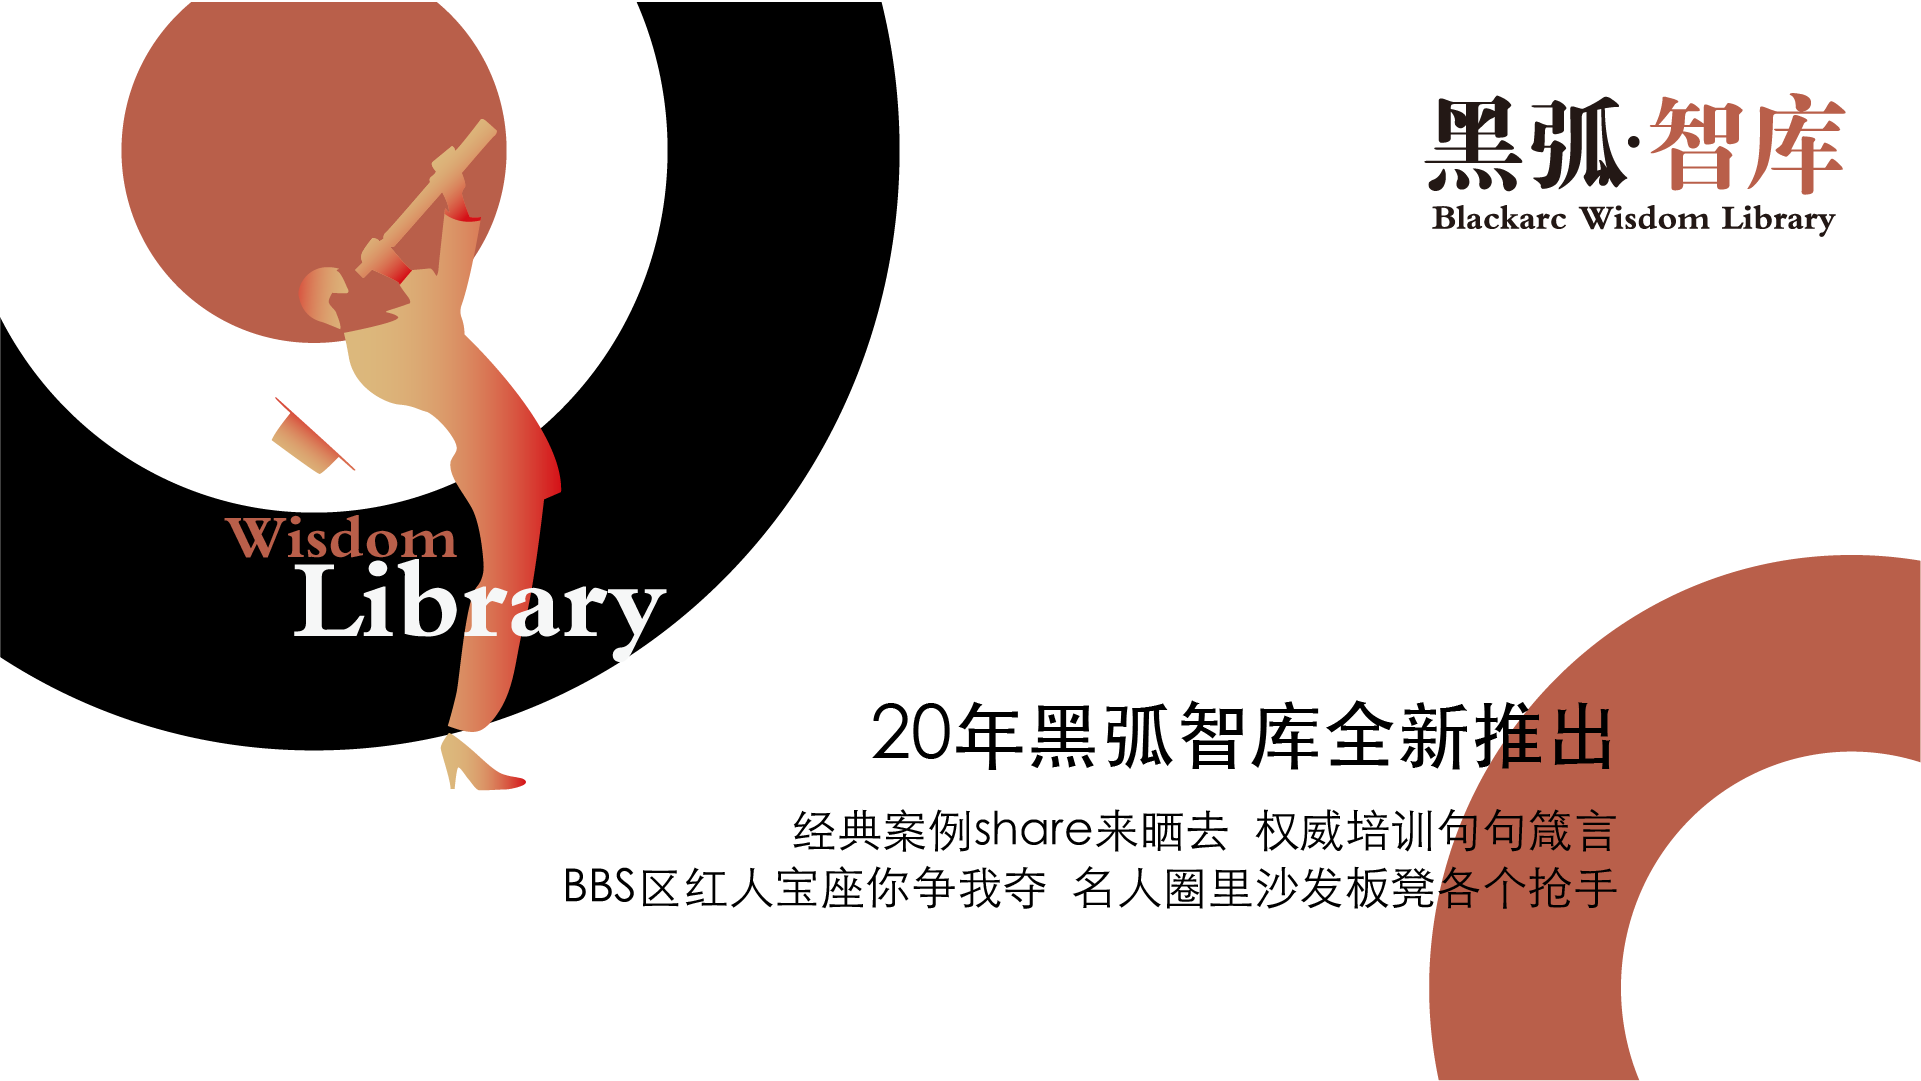 黑弧·智库
Blackarc Wisdom Library
Wisdom
Library
20年黑弧智库全新推出
经典案例share来晒去 权威培训句句箴言
BBS区红人宝座你争我夺 名人圈里沙发板凳各个抢手